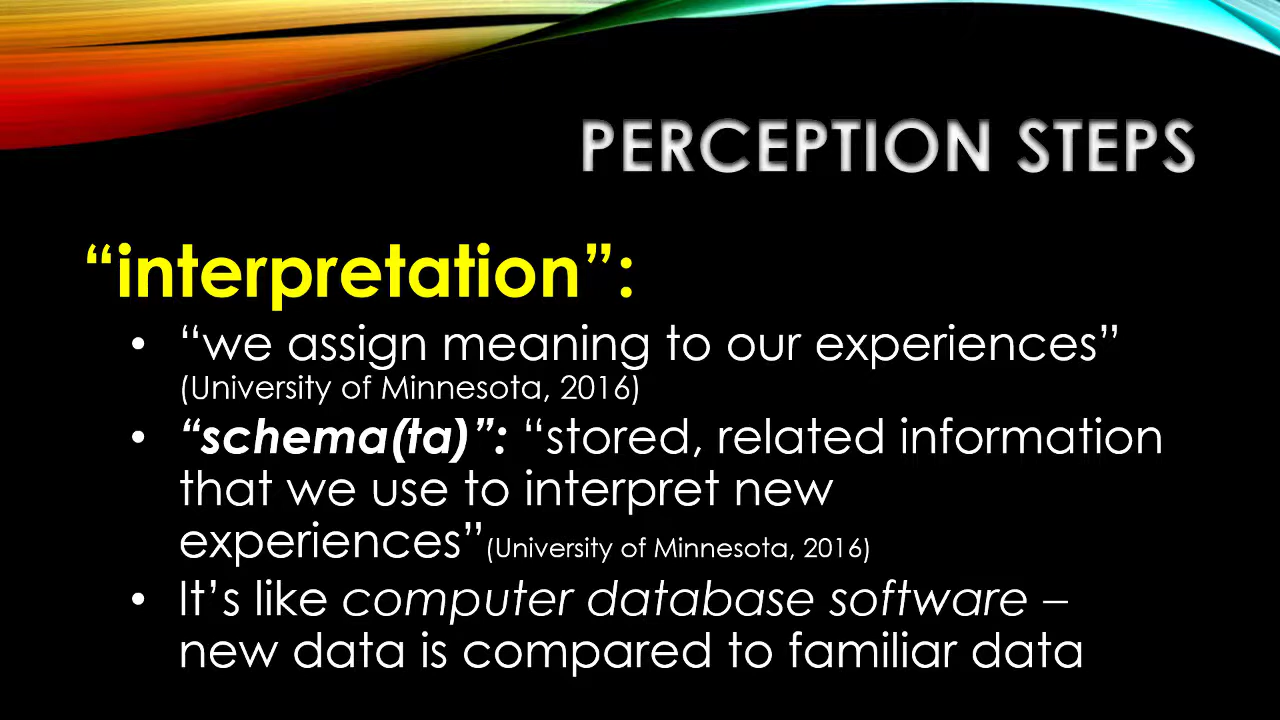 PERCEPTION STEPS
“interpretation”:
• “we assign meaning to our experiences”
(University of Minnesota, 2016)
• “schema(ta)”: “stored, related information
that we use to interpret new
experiences”(University of Minnesota, 2016)
• It’s like computer database software –
new data is compared to familiar data